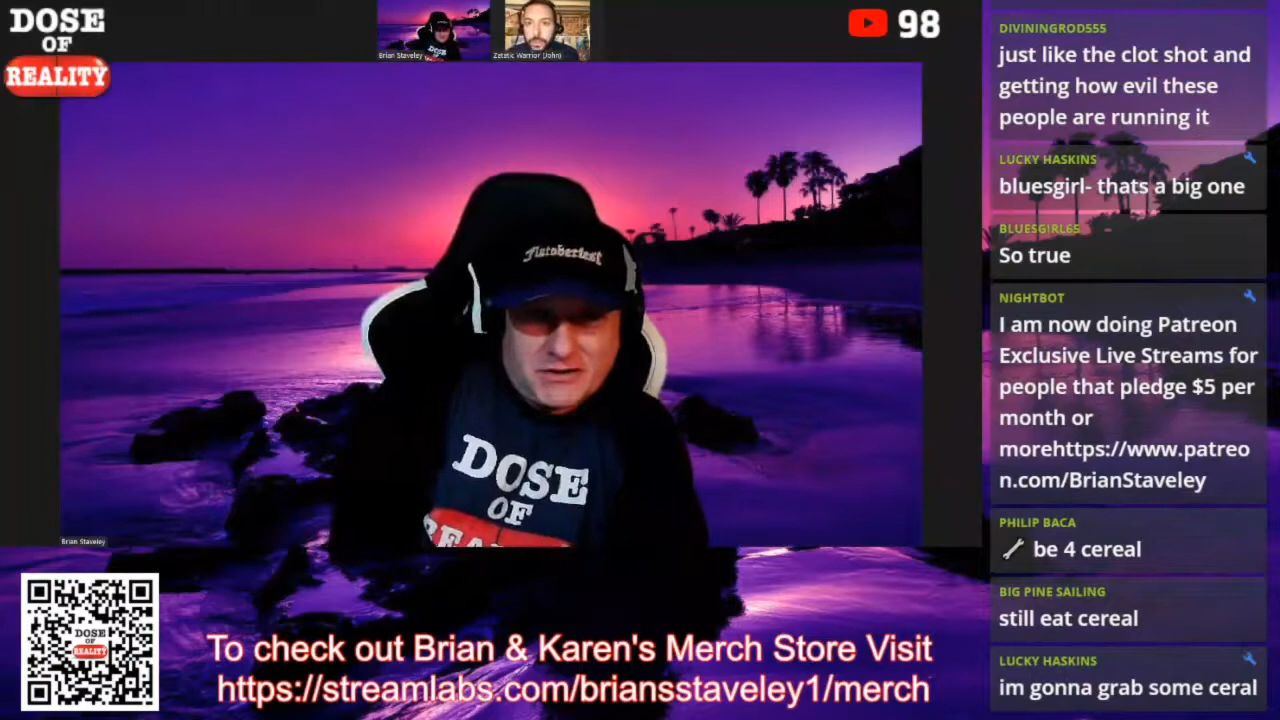 DOSE
OF
REALITY
Brian Staveley
Zetetic Warrior (John)
98
Flatoberfest
DOSE
OF
Brian Staveley
DOSE
OF
REALITY
To check out Brian & Karen's Merch Store Visit
https://streamlabs.com/briansstaveley1/merch
DIVININGROD555
just like the clot shot and
getting how evil these
people are running it
LUCKY HASKINS
bluesgirl- thats a big one
BLUESGIRL65
So true
NIGHTBOT
I am now doing Patreon
Exclusive Live Streams for
people that pledge $5 per
month or
morehttps://www.patreo
n.com/BrianStaveley
PHILIP BACA
be 4 cereal
BIG PINE SAILING
still eat cereal
LUCKY HASKINS
im gonna grab some ceral